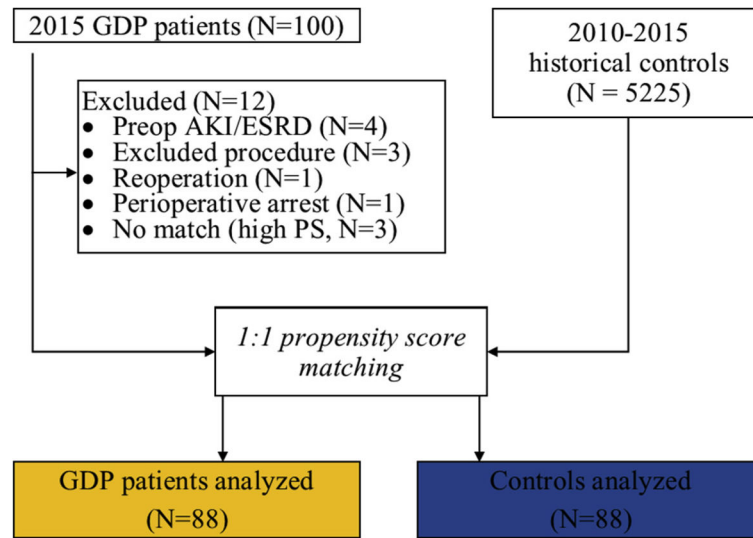 2015 GDP patients (N=100)
2010-2015
historical controls
(N = 5225)
Excluded (N=12)
• Preop AKI/ESRD (N=4)
• Excluded procedure (N=3)
• Reoperation (N=1)
• Perioperative arrest (N=1)
• No match (high PS, N=3)
1:1 propensity score
matching
GDP patients analyzed
(N=88)
Controls analyzed
(N=88)